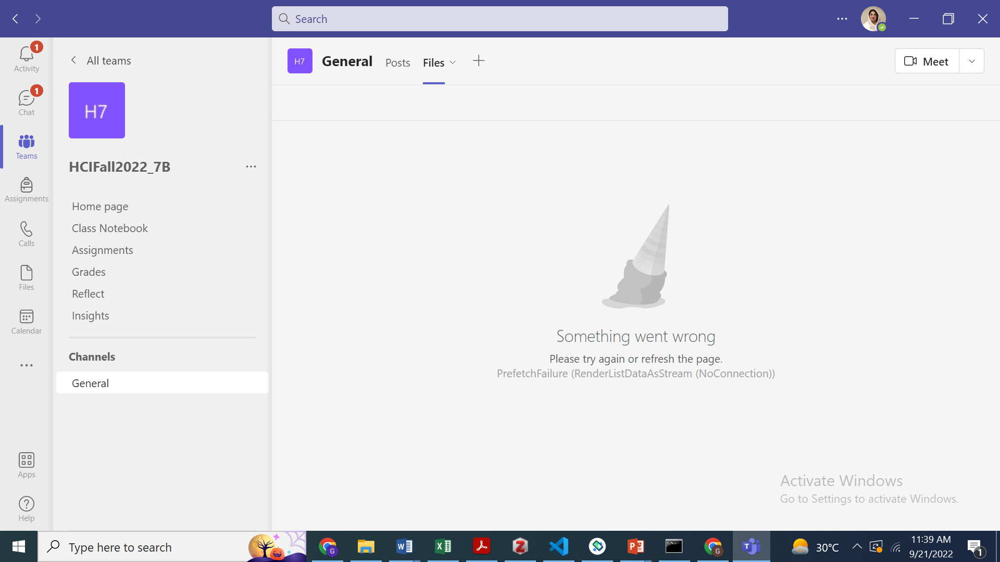 Search
1
Activity
1
Chat
Teams
Assignments
Calls
Files
Calendar
Apps
Help
All teams
H7
HCIFall2022_7B
Home page
Class Notebook
Assignments
Grades
Reflect
Insights
Channels
General
H7
General
Posts
Files
Meet
Something went wrong
Please try again or refresh the page.
PrefetchFailure (RenderListDataAsStream (NoConnection))
Activate Windows
Go to Settings to activate Windows.
Type here to search
G
W
X
Z
P
C:\
G
T
30°C
11:39 AM
9/21/2022
1